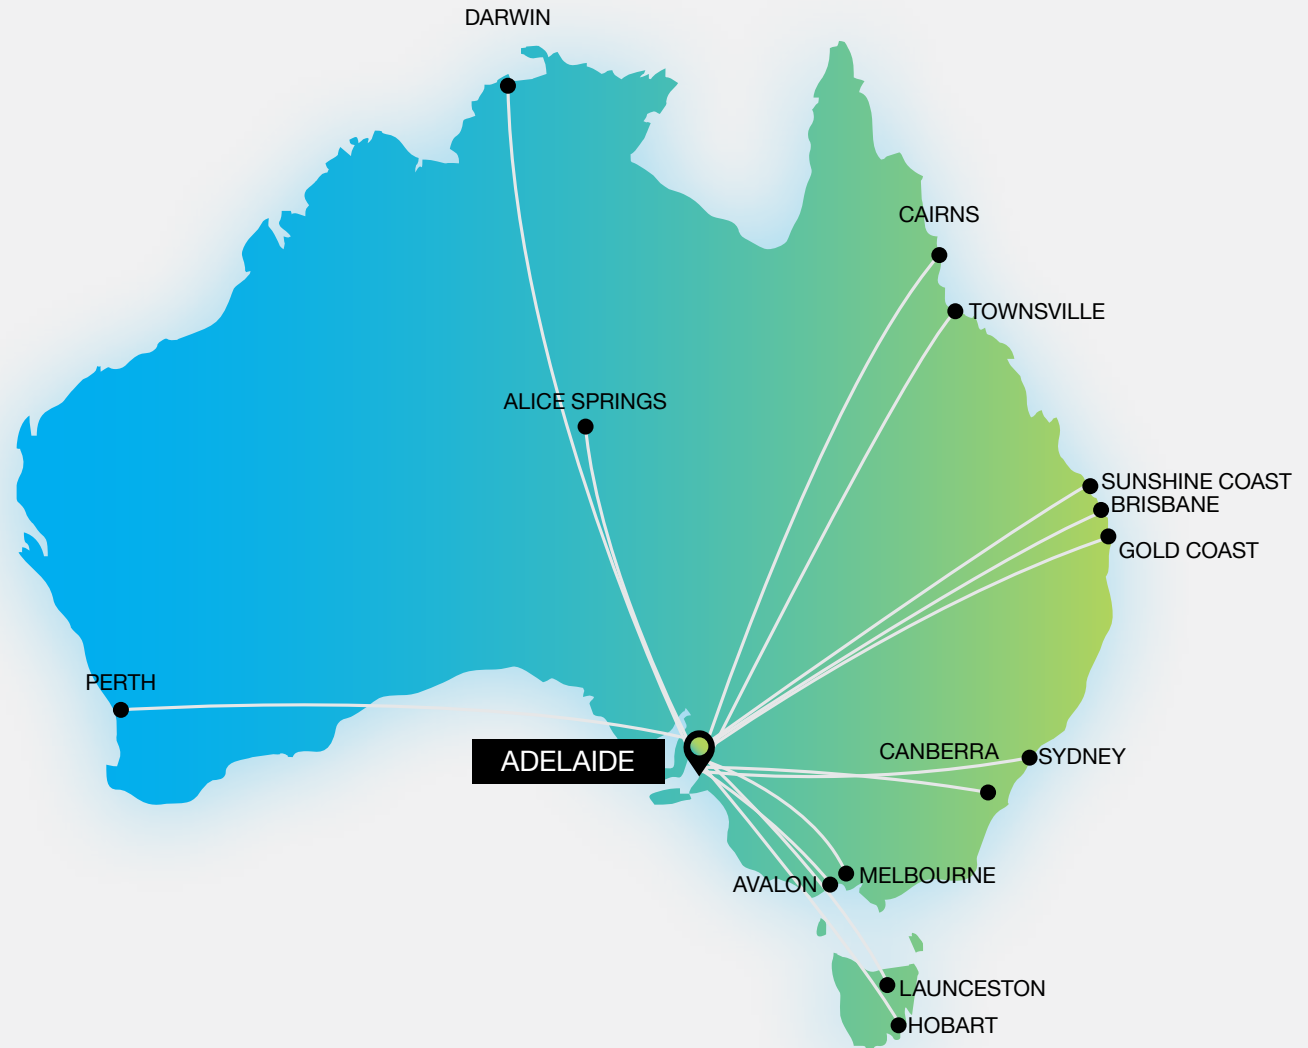 DARWIN
CAIRNS
TOWNSVILLE
ALICE SPRINGS
SUNSHINE COAST
BRISBANE
GOLD COAST
PERTH
ADELAIDE
CANBERRA
SYDNEY
MELBOURNE
AVALON
LAUNCESTON
HOBART